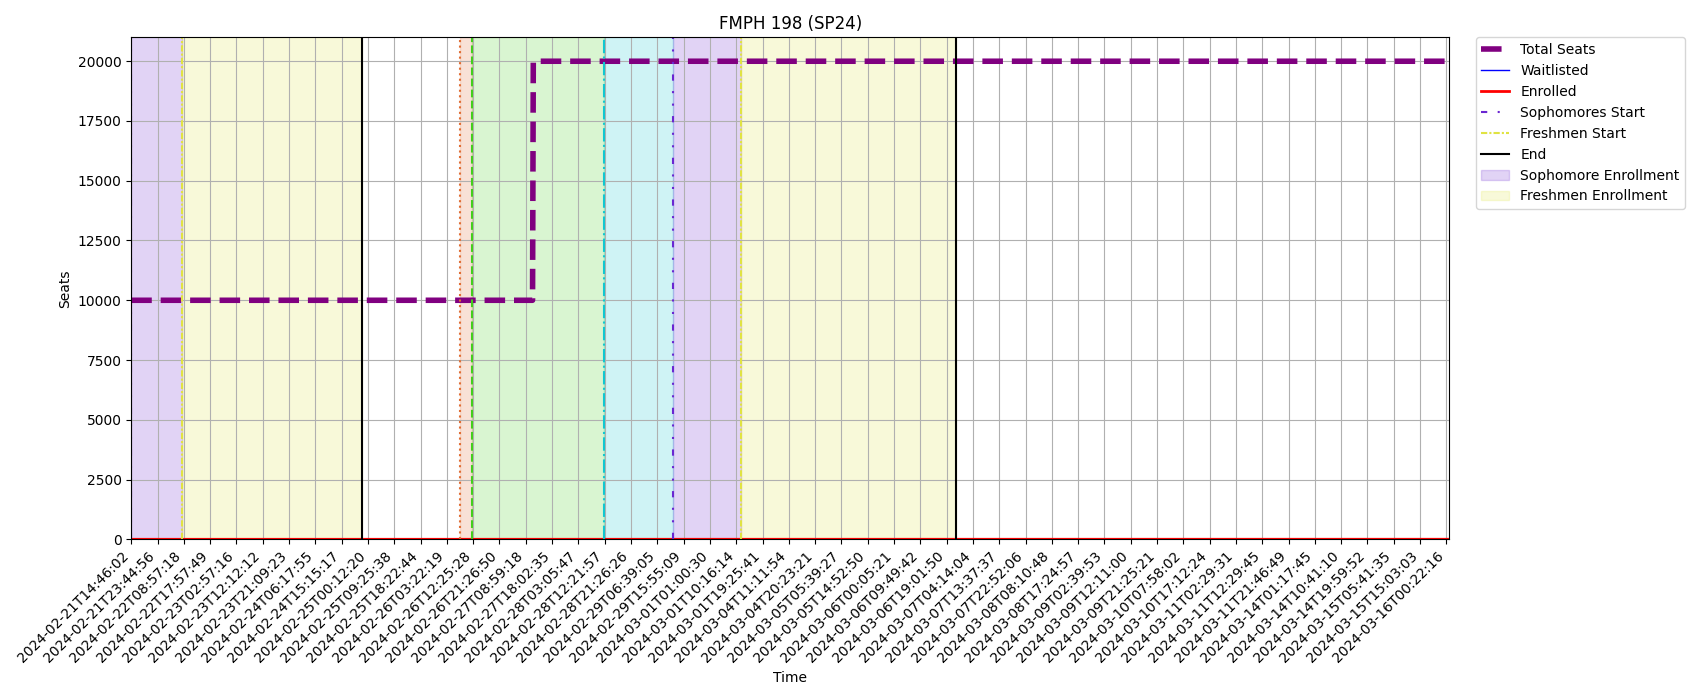 FMPH 198 (SP24)
Total Seats
Waitlisted
Enrolled
Sophomores Start
Freshmen Start
End
Sophomore Enrollment
Freshmen Enrollment
Seats
20000
17500
15000
12500
10000
7500
5000
2500
0
2024-02-21T14:46:02
2024-02-21T23:44:56
2024-02-22T08:57:18
2024-02-22T17:57:49
2024-02-23T02:57:16
2024-02-23T12:12:12
2024-02-23T21:09:23
2024-02-24T06:17:55
2024-02-24T15:15:17
2024-02-25T00:12:20
2024-02-25T09:25:38
2024-02-25T18:22:44
2024-02-26T03:22:19
2024-02-26T12:25:28
2024-02-26T21:26:50
2024-02-27T08:59:18
2024-02-27T18:02:35
2024-02-28T03:05:47
2024-02-28T12:21:57
2024-02-28T21:26:26
2024-02-29T06:39:05
2024-02-29T15:55:09
2024-03-01T01:00:30
2024-03-01T10:16:14
2024-03-01T19:25:41
2024-03-04T11:11:54
2024-03-04T20:23:21
2024-03-05T05:39:27
2024-03-05T14:52:50
2024-03-06T00:05:21
2024-03-06T09:49:42
2024-03-06T19:01:50
2024-03-07T04:14:04
2024-03-07T13:37:37
2024-03-07T22:52:06
2024-03-08T08:10:48
2024-03-08T17:24:57
2024-03-09T02:39:53
2024-03-09T12:11:00
2024-03-09T21:25:21
2024-03-10T07:58:02
2024-03-10T17:12:24
2024-03-11T02:29:31
2024-03-11T12:29:45
2024-03-11T21:46:49
2024-03-14T01:17:45
2024-03-14T10:41:10
2024-03-14T19:59:52
2024-03-15T05:41:35
2024-03-15T15:03:03
2024-03-16T00:22:16
Time